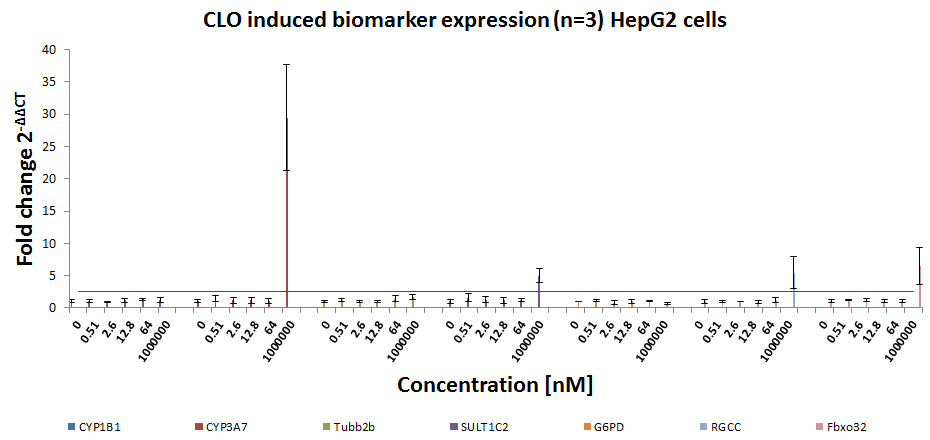 CLO induced biomarker expression (n=3) HepG2 cells
Fold change 2-ΔΔCT
40
35
30
25
20
15
10
5
0
0 0.51 2.6 12.8 64 1000000 0 0.51 2.6 12.8 64 1000000 0 0.51 2.6 12.8 64 1000000 0 0.51 2.6 12.8 64 1000000 0 0.51 2.6 12.8 64 1000000 0 0.51 2.6 12.8 64 1000000 0 0.51 2.6 12.8 64 1000000
Concentration [nM]
CYP1B1 CYP3A7 Tubb2b SULT1C2 G6PD RGCC Fbxo32